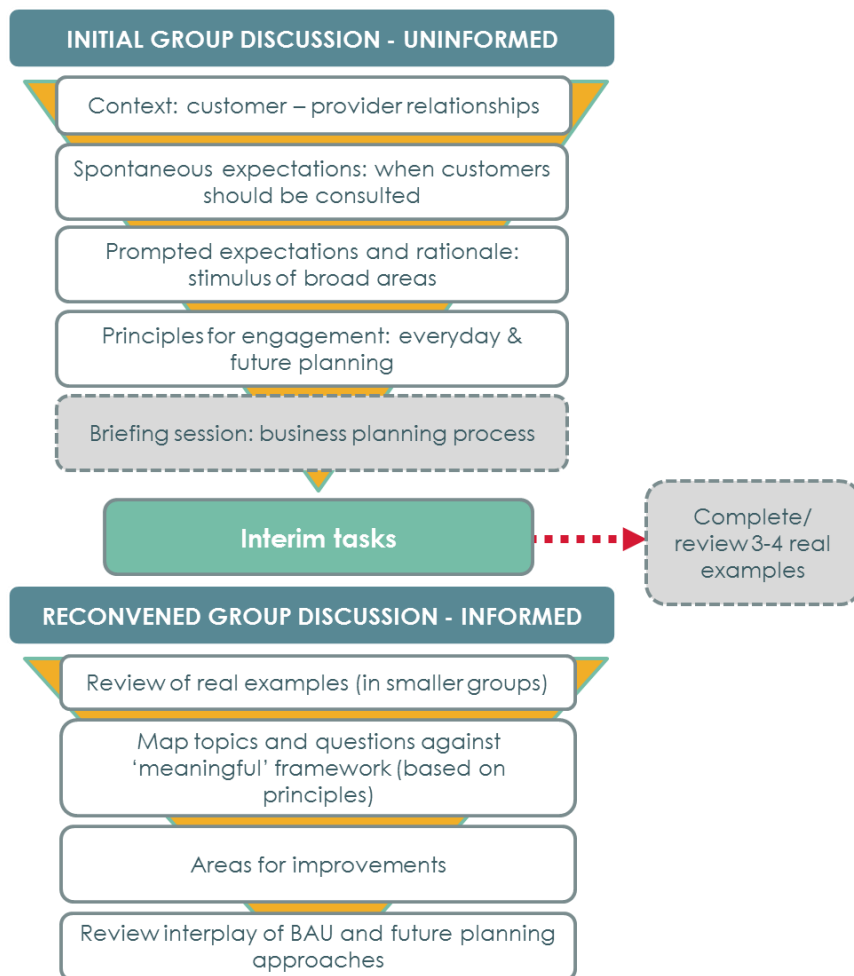 INITIAL GROUP DISCUSSION - UNINFORMED
Context: customer – provider relationships
Spontaneous expectations: when customers
should be consulted
Prompted expectations and rationale:
stimulus of broad areas
Principles for engagement: everyday &
future planning
Briefing session: business planning process
Interim tasks
Complete/
review 3-4 real
examples
RECONVENED GROUP DISCUSSION - INFORMED
Review of real examples (in smaller groups)
Map topics and questions against
‘meaningful’ framework (based on
principles)
Areas for improvements
Review interplay of BAU and future planning
approaches